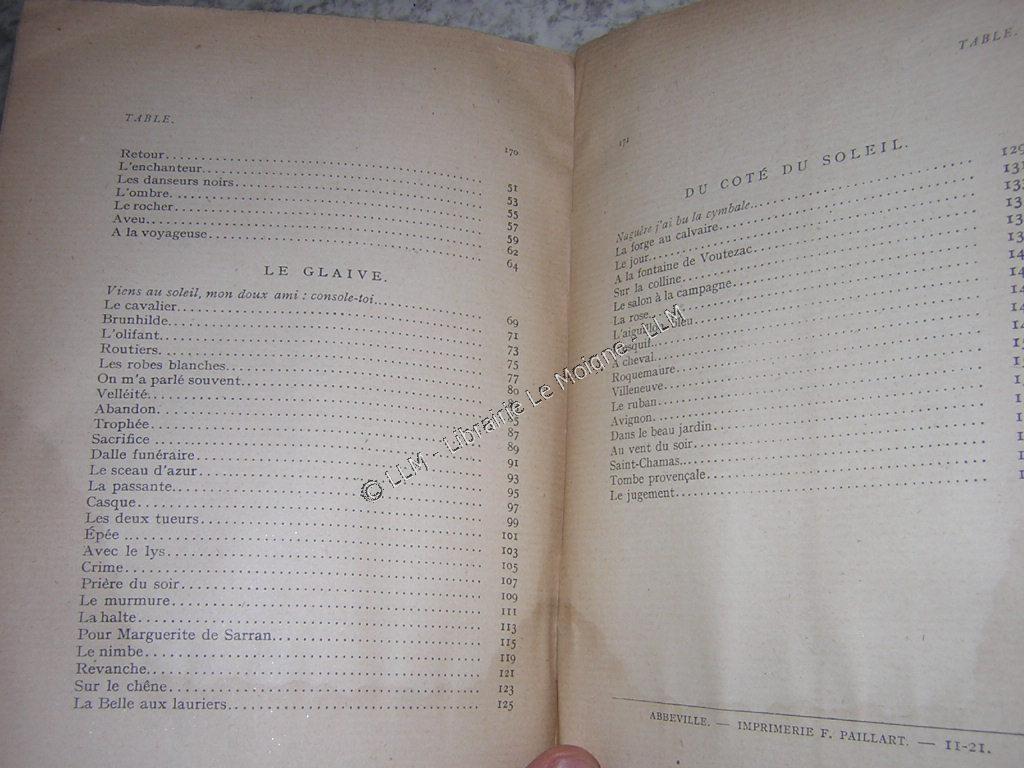 TABLE.
170
Retour 51
L'enchanteur 53
Les danseurs noirs 55
L'ombre 57
Le rocher 59
Aveu 62
A la voyageuse 64
LE GLAIVE.
Viens au soleil, mon doux ami : console-toi 69
Le cavalier 71
Brunhilde 73
L'olifant 75
Routiers 77
Les robes blanches 80
On m'a parlé souvent
Velléité 85
Abandon 87
Trophée 89
Sacrifice 91
Dalle funéraire 93
Le sceau d'azur 95
La passante 97
Casque 99
Les deux tueurs 101
Épée 103
Avec le lys 105
Crime 107
Prière du soir 109
Le murmure 111
La halte 113
Pour Marguerite de Sarran 115
Le nimbe 119
Revanche 121
Sur le chêne 123
La Belle aux lauriers 125
171
TABLE.
DU COTÉ DU SOLEIL.
Naguère j'ai bu la cymbale 129
La forge au calvaire 131
Le jour
A la fontaine de Voutezac
Sur la colline
Le salon à la campagne
La rose
L'aiguillon bleu
A cheval
Roquemaure
Villeneuve
Le ruban
Avignon
Dans le beau jardin
Au vent du soir
Saint-Chamas
Tombe provençale
Le jugement
ABBEVILLE. — IMPRIMERIE F. PAILLART. — 11-21.
© LLM - Librairie Le Moigne - LLM